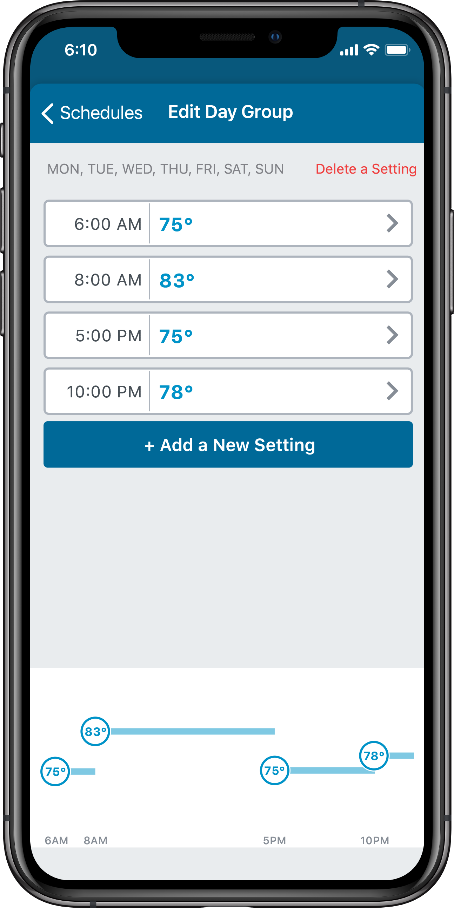 6:10
Schedules Edit Day Group
MON, TUE, WED, THU, FRI, SAT, SUN Delete a Setting
6:00 AM 75°
8:00 AM 83°
5:00 PM 75°
10:00 PM 78°
+ Add a New Setting
83°
78°
75° 75°
6AM 8AM 5PM 10PM